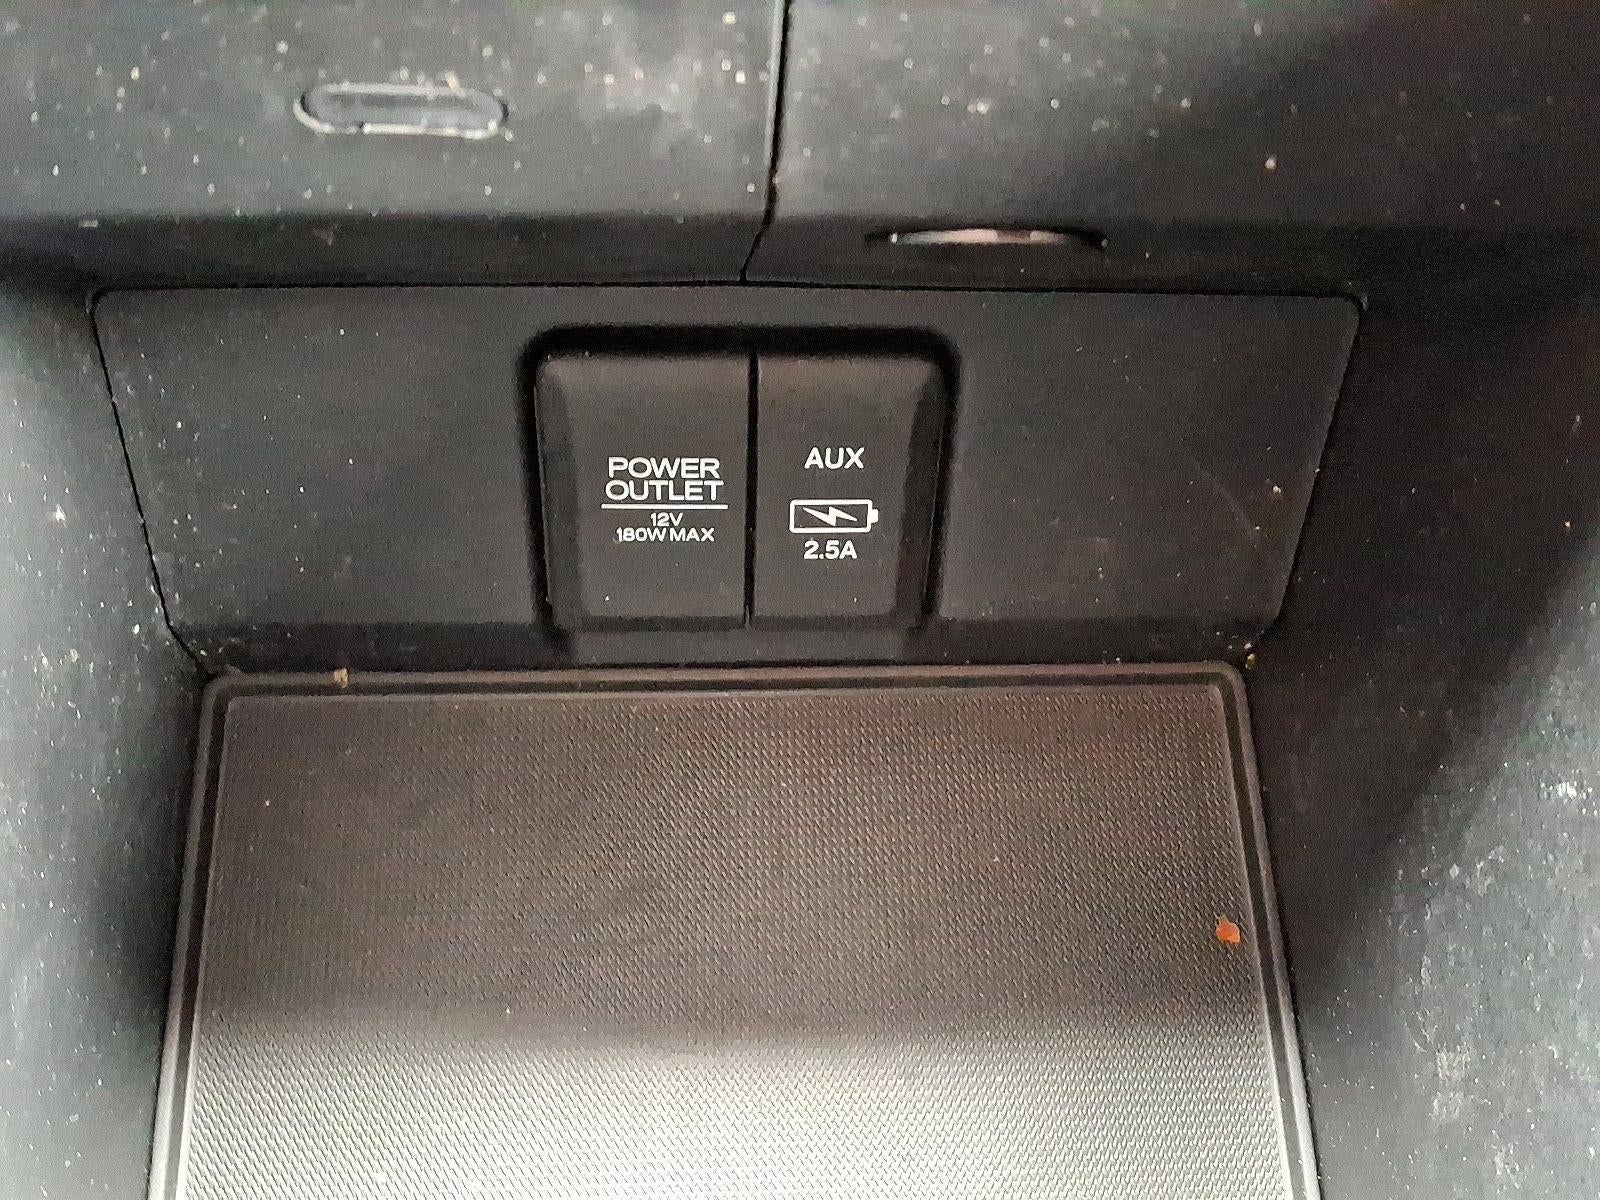 POWER
OUTLET
12V
180W MAX
AUX
2.5A